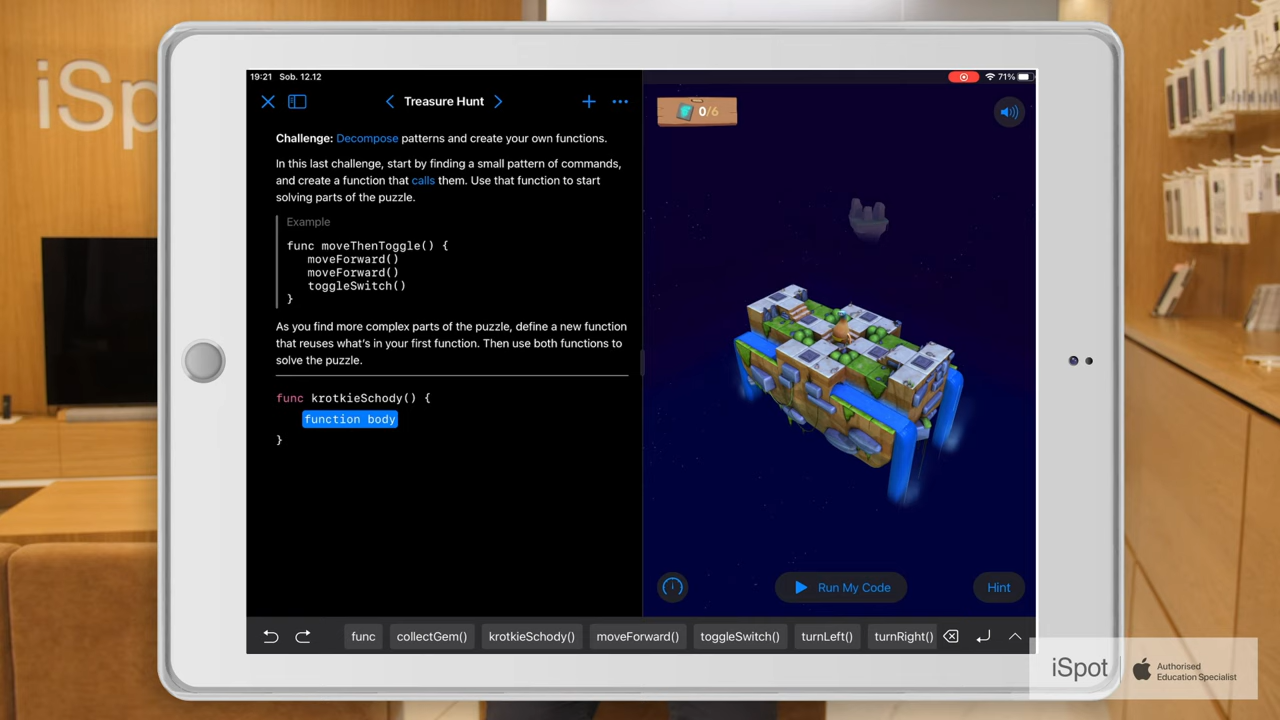 iSp
19:21 Sob. 12.12
71%
Treasure Hunt
0/6
Challenge: Decompose patterns and create your own functions.
In this last challenge, start by finding a small pattern of commands,
and create a function that calls them. Use that function to start
solving parts of the puzzle.
Example
func moveThenToggle() {
moveForward()
moveForward()
toggleSwitch()
}
As you find more complex parts of the puzzle, define a new function
that reuses what's in your first function. Then use both functions to
solve the puzzle.
func krotkieSchody() {
function body
}
Run My Code
Hint
func collectGem() krotkieSchody() moveForward() toggleSwitch() turnLeft() turnRight()
iSpot
Authorised
Education Specialist